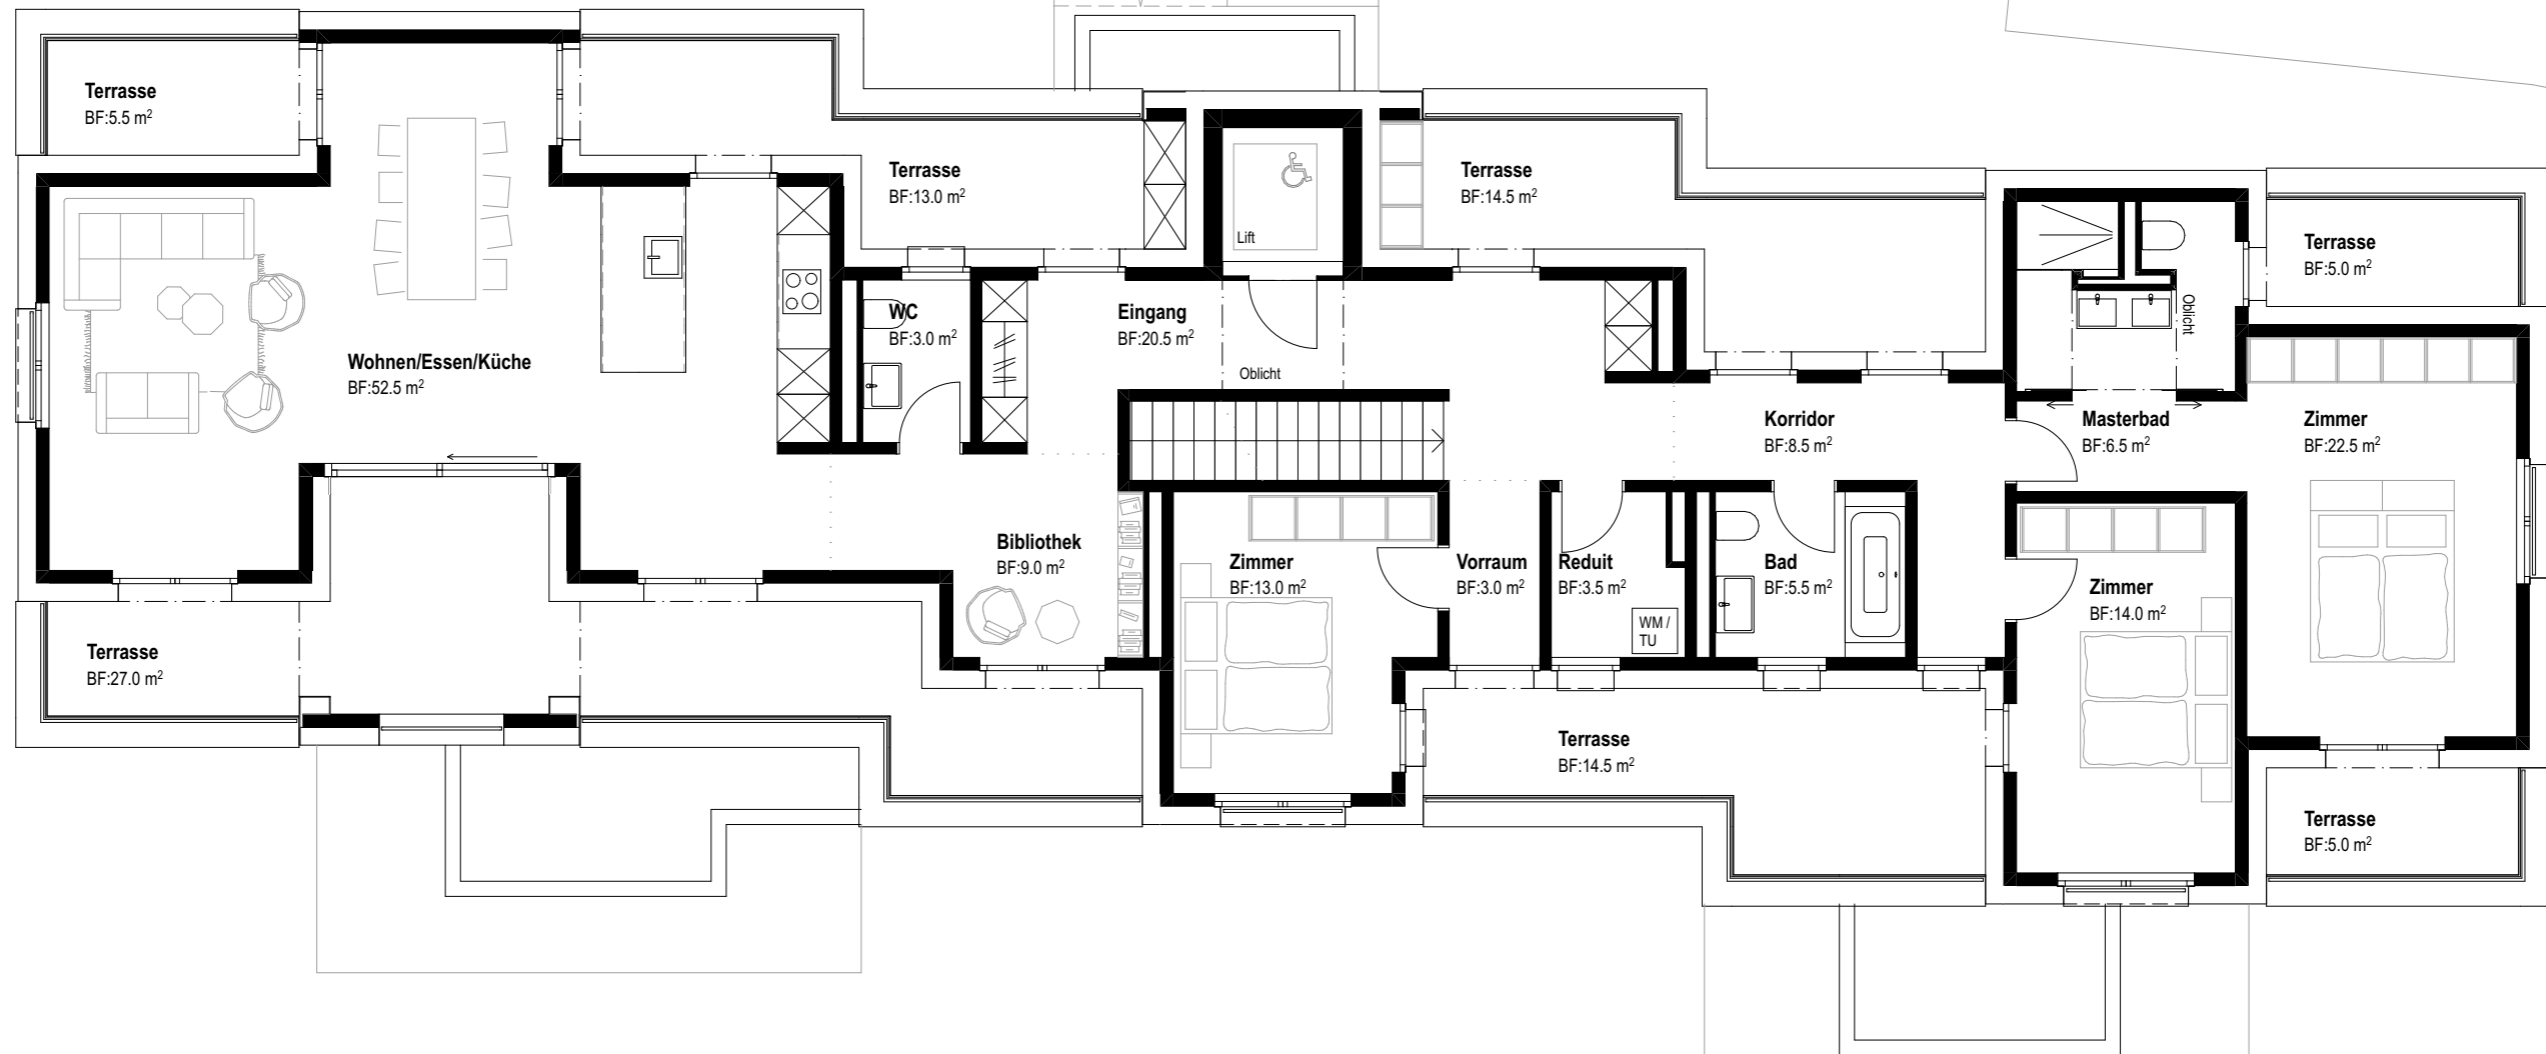 Terrasse
BF:5.5 m²
Terrasse
BF:13.0 m²
Terrasse
BF:14.5 m²
Lift
Terrasse
BF:5.0 m²
Oblicht
WC
BF:3.0 m²
Eingang
BF:20.5 m²
Oblicht
Wohnen/Essen/Küche
BF:52.5 m²
Korridor
BF:8.5 m²
Masterbad
BF:6.5 m²
Zimmer
BF:22.5 m²
Bibliothek
BF:9.0 m²
Zimmer
BF:13.0 m²
Vorraum
BF:3.0 m²
Reduit
BF:3.5 m²
WM /
TU
Bad
BF:5.5 m²
Zimmer
BF:14.0 m²
Terrasse
BF:27.0 m²
Terrasse
BF:14.5 m²
Terrasse
BF:5.0 m²